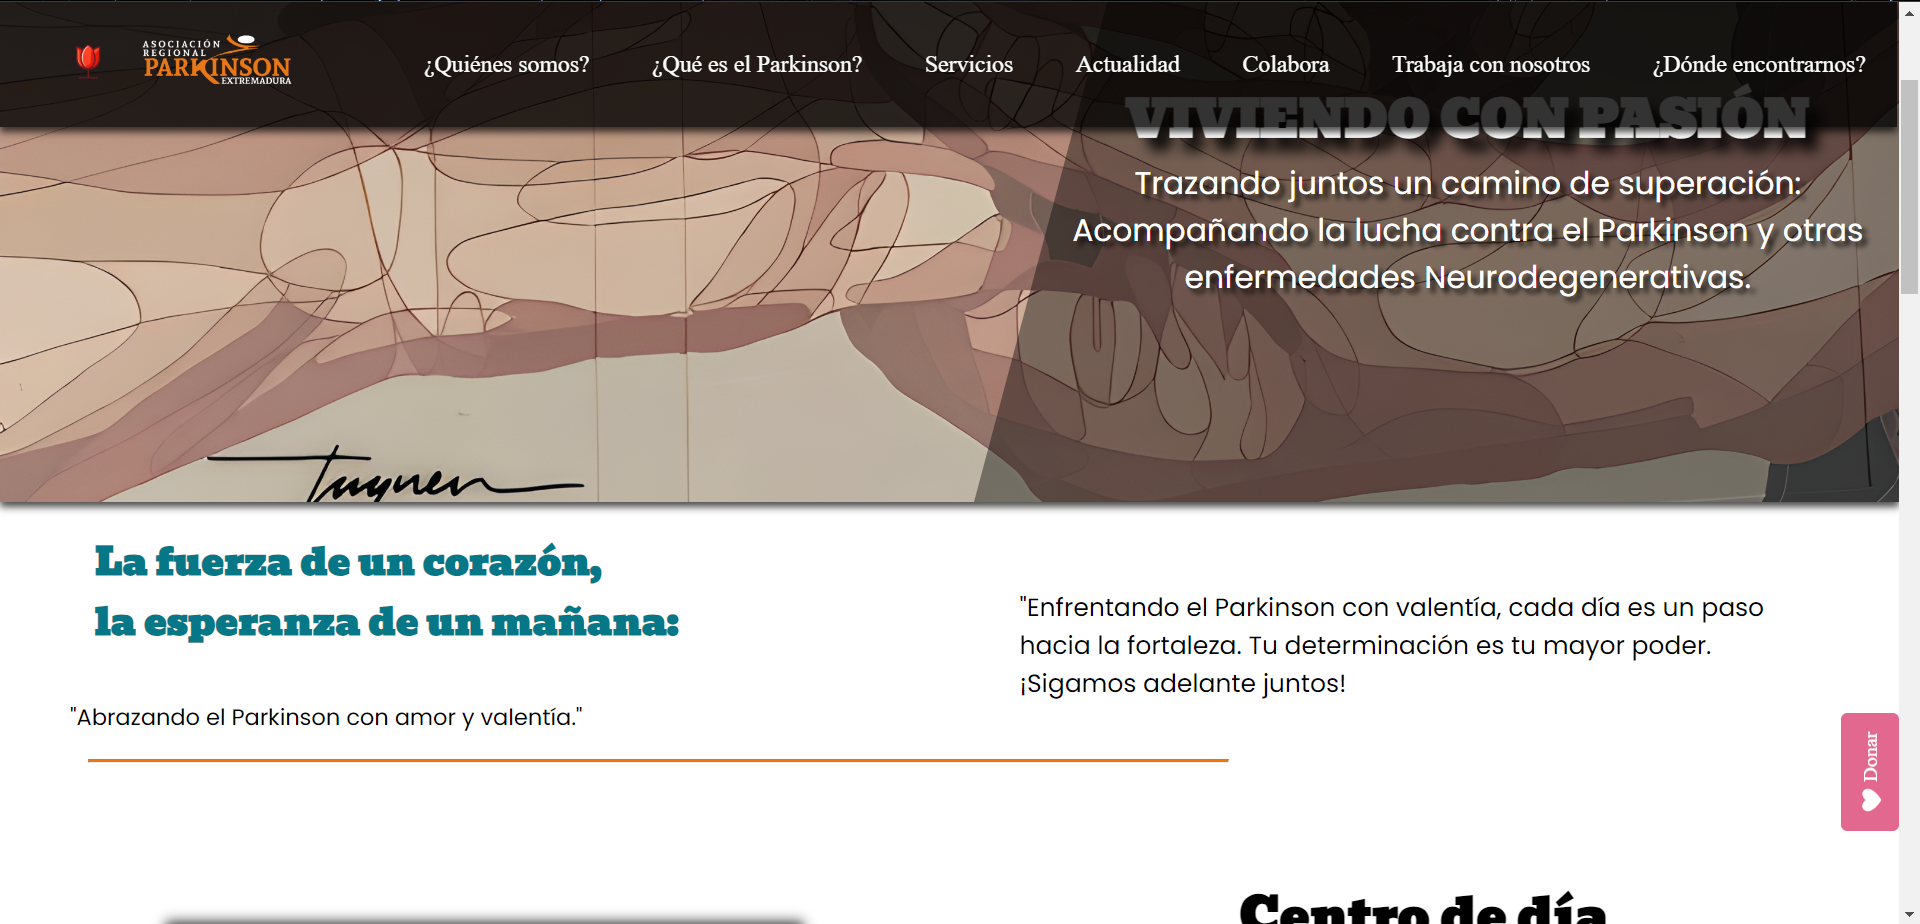 ASOCIACIÓN
REGIONAL
PARKINSON
EXTREMADURA
¿Quiénes somos?
¿Qué es el Parkinson?
Servicios
Actualidad
Colabora
Trabaja con nosotros
¿Dónde encontrarnos?
VIVIENDO CON PASIÓN
Trazando juntos un camino de superación:
Acompañando la lucha contra el Parkinson y otras
enfermedades Neurodegenerativas.
La fuerza de un corazón,
la esperanza de un mañana:
"Abrazando el Parkinson con amor y valentía."
"Enfrentando el Parkinson con valentía, cada día es un paso
hacia la fortaleza. Tu determinación es tu mayor poder.
¡Sigamos adelante juntos!
Donar
Centro de día